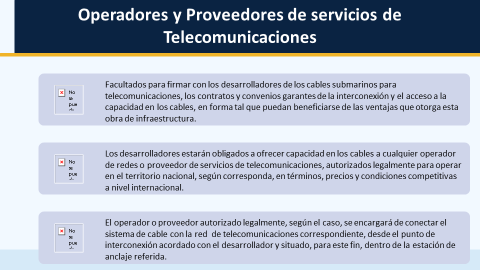 Operadores y Proveedores de servicios de
Telecomunicaciones
No
se
pue
Facultados para firmar con los desarrolladores de los cables submarinos para
telecomunicaciones, los contratos y convenios garantes de la interconexión y el acceso a la
capacidad en los cables, en forma tal que puedan beneficiarse de las ventajas que otorga esta
obra de infraestructura.
No
se
pue
Los desarrolladores estarán obligados a ofrecer capacidad en los cables a cualquier operador
de redes o proveedor de servicios de telecomunicaciones, autorizados legalmente para operar
en el territorio nacional, según corresponda, en términos, precios y condiciones competitivas
a nivel internacional.
No
se
pue
El operador o proveedor autorizado legalmente, según el caso, se encargará de conectar el
sistema de cable con la red de telecomunicaciones correspondiente, desde el punto de
interconexión acordado con el desarrollador y situado, para este fin, dentro de la estación de
anclaje referida.